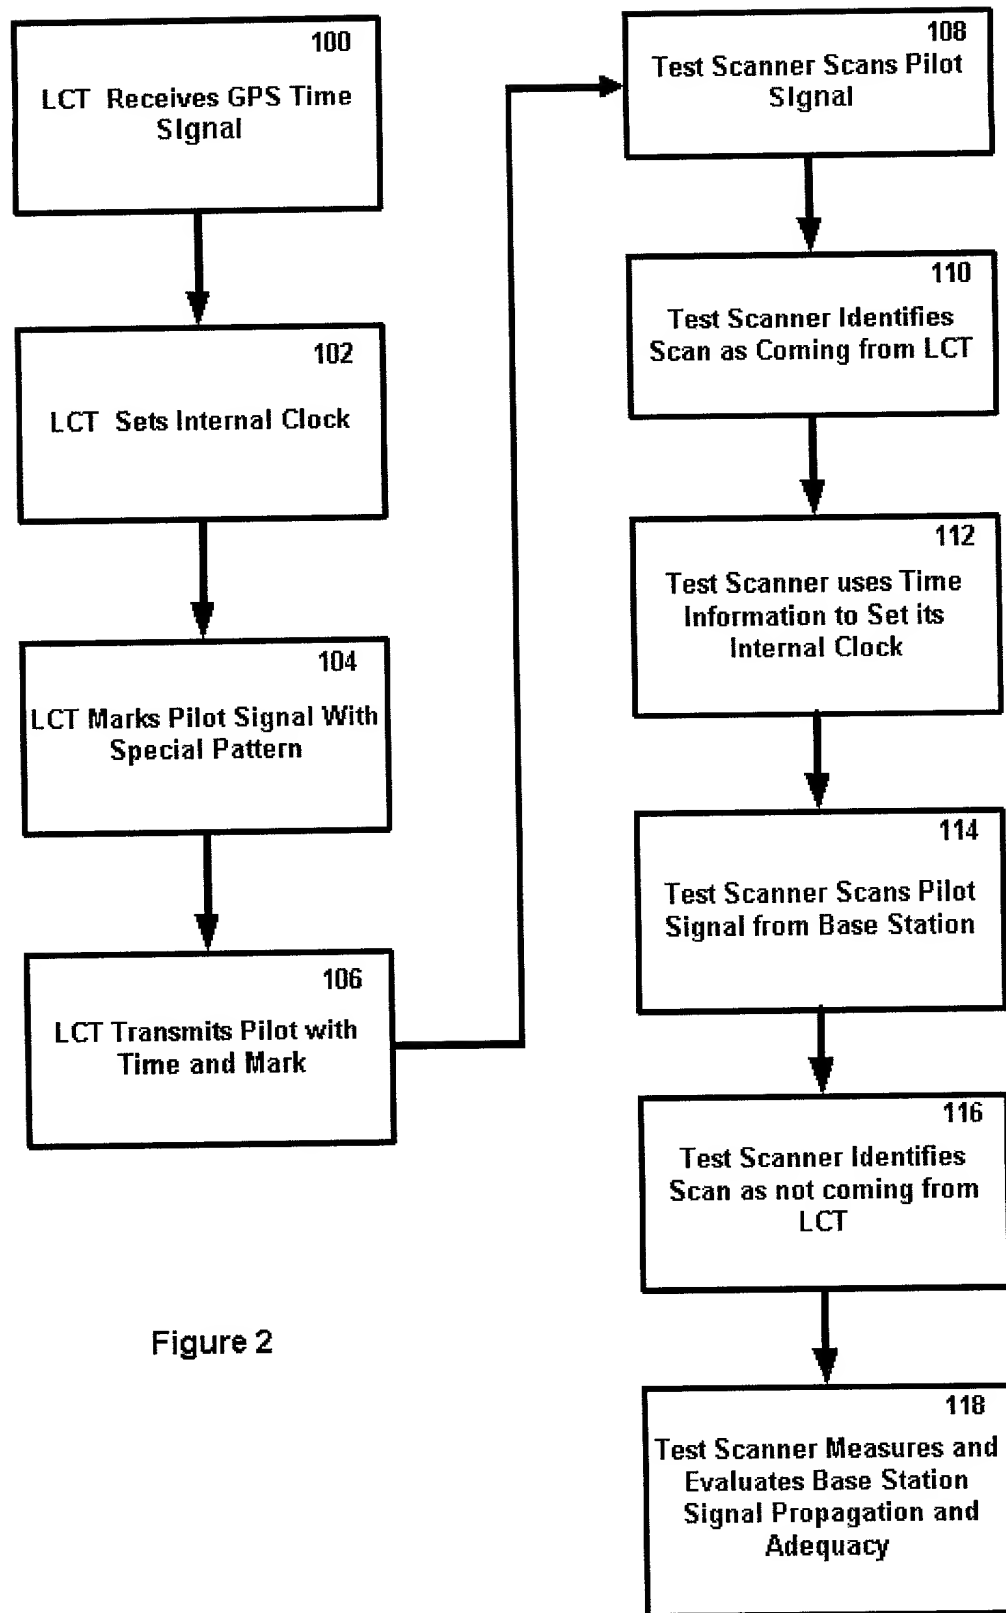 100
LCT Receives GPS Time
SIgnal
102
LCT Sets Internal Clock
104
LCT Marks Pilot Signal With
Special Pattern
106
LCT Transmits Pilot with
Time and Mark
108
Test Scanner Scans Pilot
SIgnal
110
Test Scanner Identifies
Scan as Coming from LCT
112
Test Scanner uses Time
Information to Set its
Internal Clock
114
Test Scanner Scans Pilot
Signal from Base Station
116
Test Scanner Identifies
Scan as not coming from
LCT
118
Test Scanner Measures and
Evaluates Base Station
Signal Propagation and
Adequacy
Figure 2